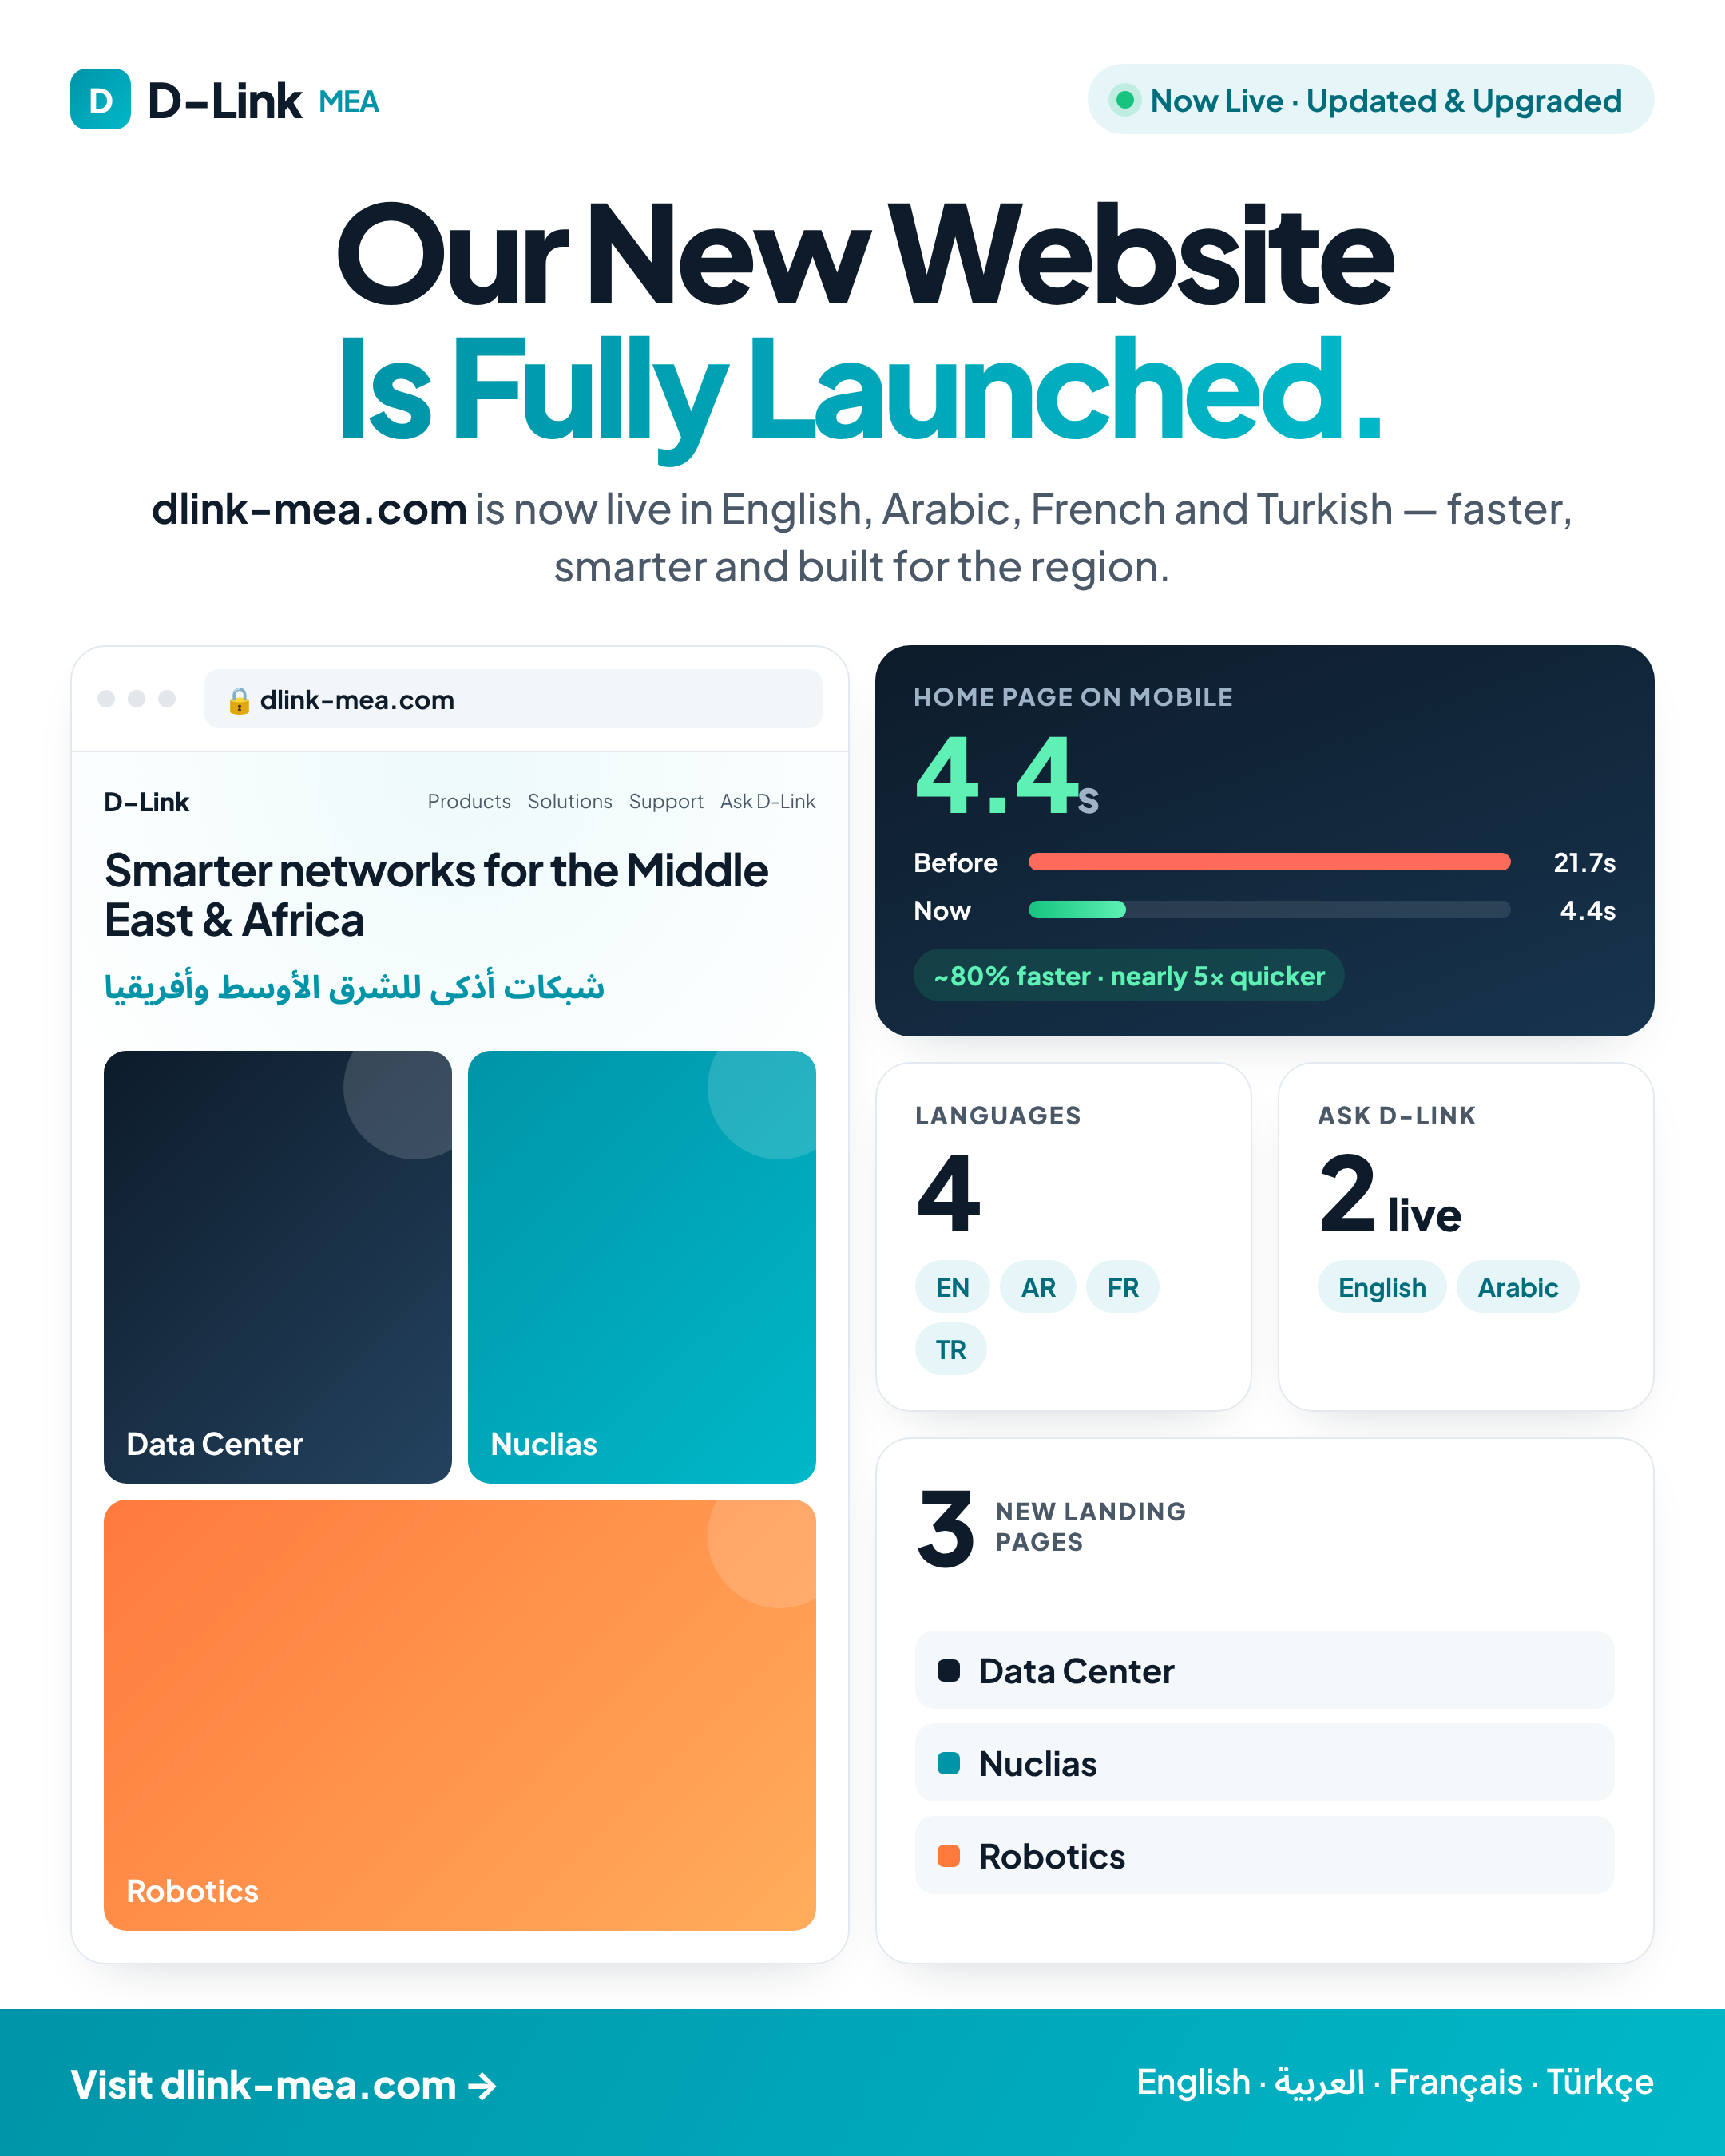 D
D-Link MEA
Now Live · Updated & Upgraded
Our New Website
Is Fully Launched.
dlink-mea.com is now live in English, Arabic, French and Turkish — faster,
smarter and built for the region.
🔒 dlink-mea.com
D-Link
Products Solutions Support Ask D-Link
Smarter networks for the Middle
East & Africa
شبكات أذكى للشرق الأوسط وأفريقيا
Data Center
Nuclias
Robotics
HOME PAGE ON MOBILE
4.4s
Before 21.7s
Now 4.4s
~80% faster · nearly 5× quicker
LANGUAGES
4
EN AR FR
TR
ASK D-LINK
2 live
English Arabic
3 NEW LANDING
PAGES
Data Center
Nuclias
Robotics
Visit dlink-mea.com →
English · العربية · Français · Türkçe